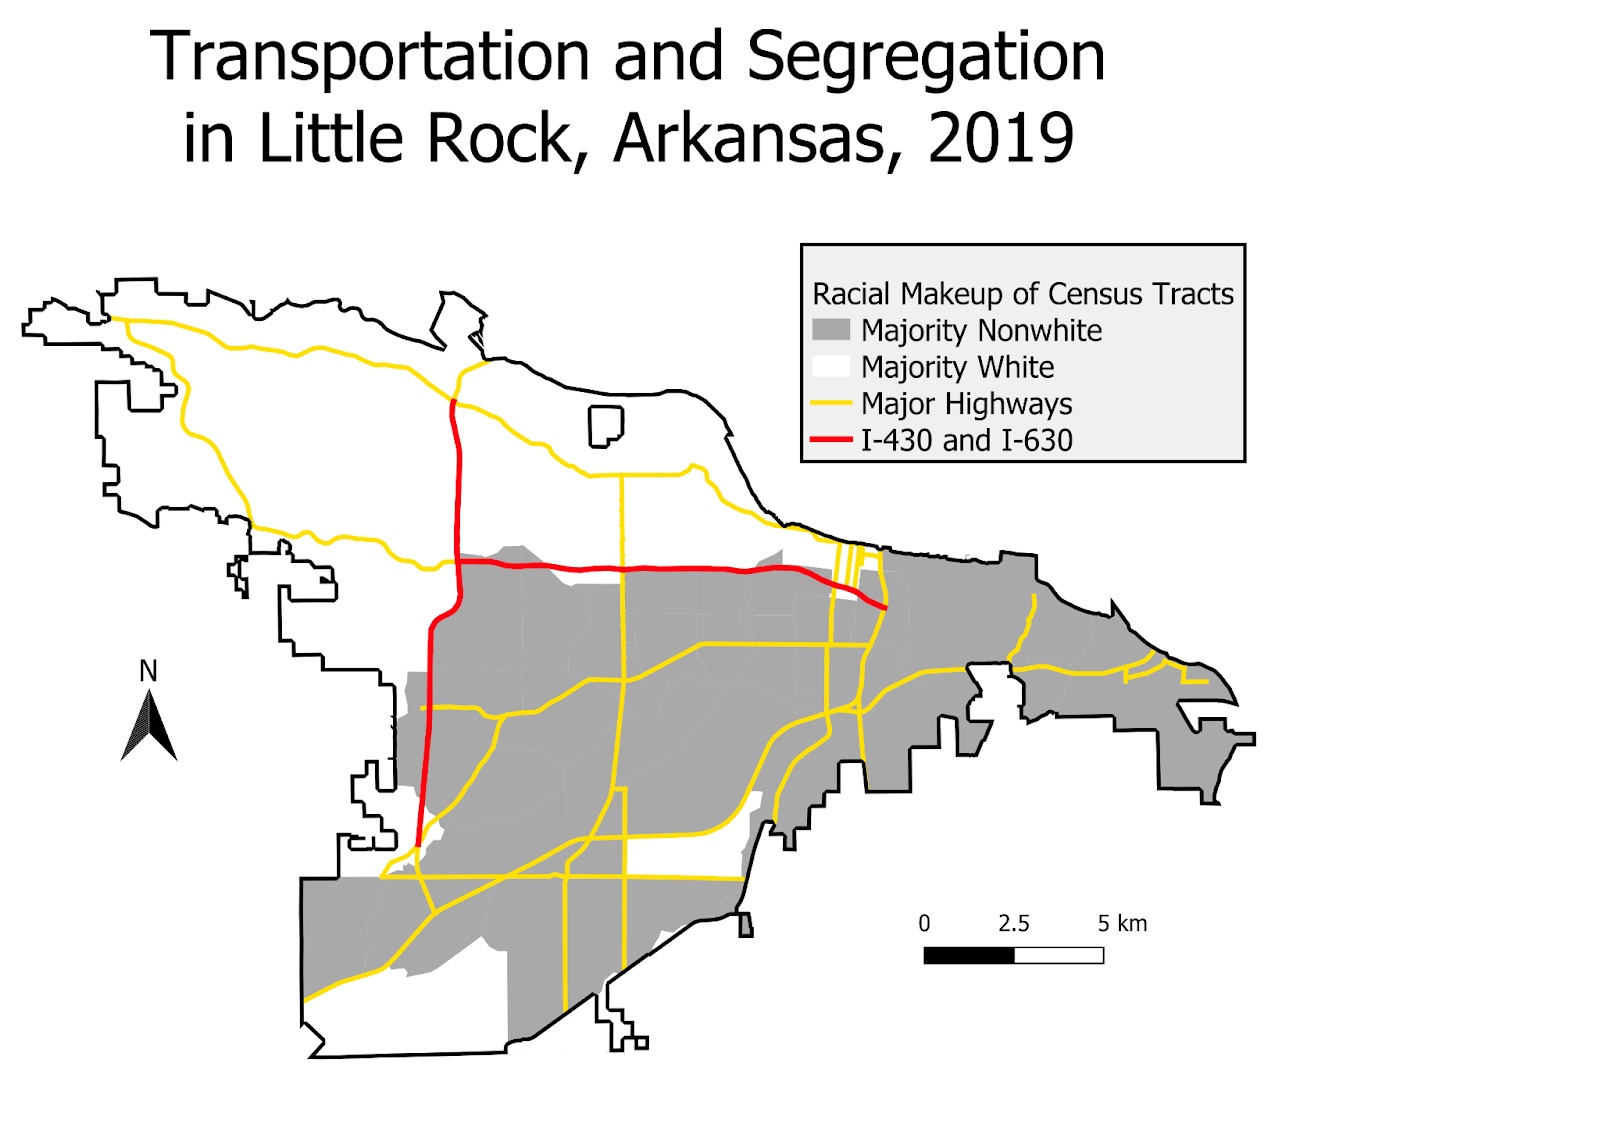 Transportation and Segregation
in Little Rock, Arkansas, 2019
Racial Makeup of Census Tracts
Majority Nonwhite
Majority White
Major Highways
I-430 and I-630
N
0 2.5 5 km